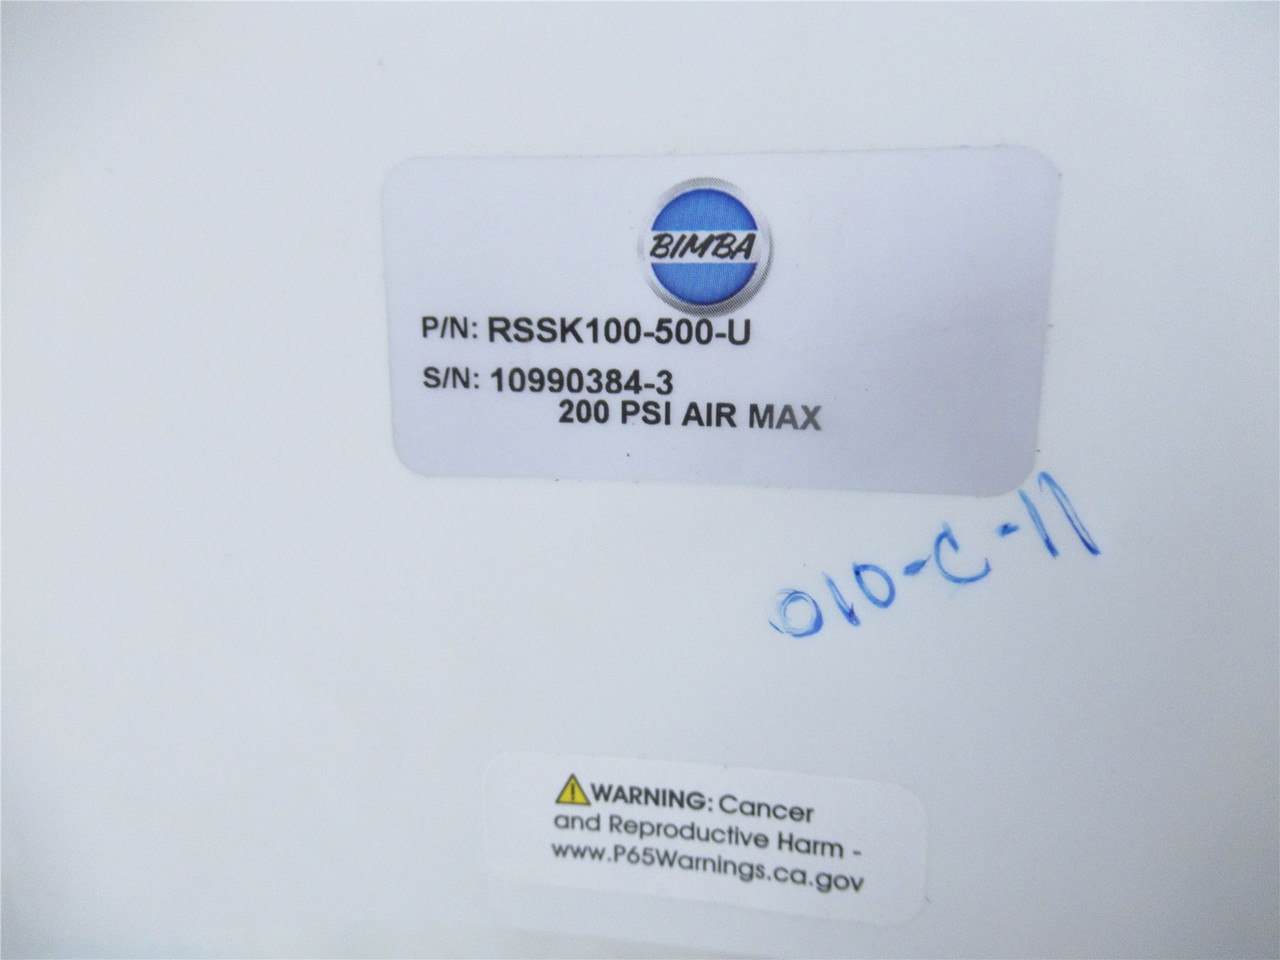 BIMBA
P/N: RSSK100-500-U
S/N: 10990384-3
200 PSI AIR MAX
010-C-11
WARNING: Cancer
and Reproductive Harm -
www.P65Warnings.ca.gov